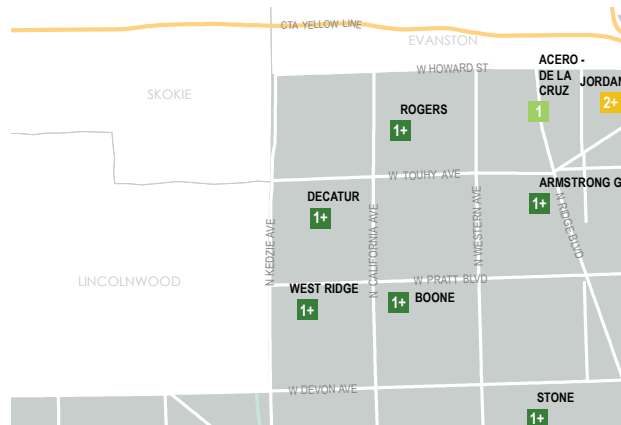 CTA YELLOW LINE
EVANSTON
W HOWARD ST
ACERO -
DE LA
CRUZ
1
JORDAN
2+
SKOKIE
ROGERS
1+
W TOUHY AVE
DECATUR
1+
ARMSTRONG G
1+
N KEDZIE AVE
N CALIFORNIA AVE
N WESTERN AVE
N RIDGE BLVD
LINCOLNWOOD
W PRATT BLVD
WEST RIDGE
1+
BOONE
1+
W DEVON AVE
STONE
1+